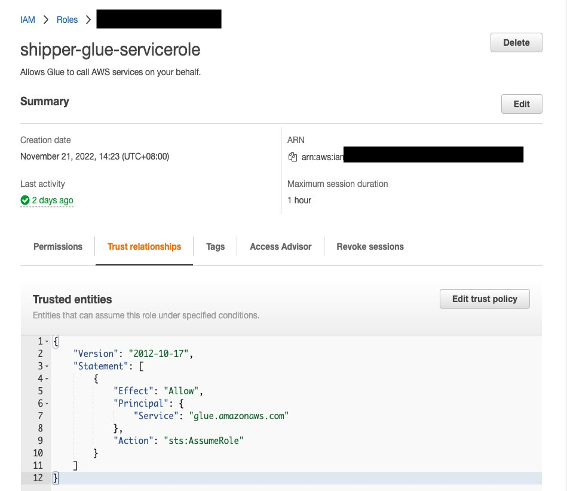 IAM > Roles >
shipper-glue-servicerole
Delete
Allows Glue to call AWS services on your behalf.
Summary
Edit
Creation date
November 21, 2022, 14:23 (UTC+08:00)
ARN
arn:aws:iam
Last activity
2 days ago
Maximum session duration
1 hour
Permissions
Trust relationships
Tags
Access Advisor
Revoke sessions
Trusted entities
Edit trust policy
Entities that can assume this role under specified conditions.
1 {
2 "Version": "2012-10-17",
3 "Statement": [
4 {
5 "Effect": "Allow",
6 "Principal": {
7 "Service": "glue.amazonaws.com"
8 },
9 "Action": "sts:AssumeRole"
10 }
11 ]
12 }